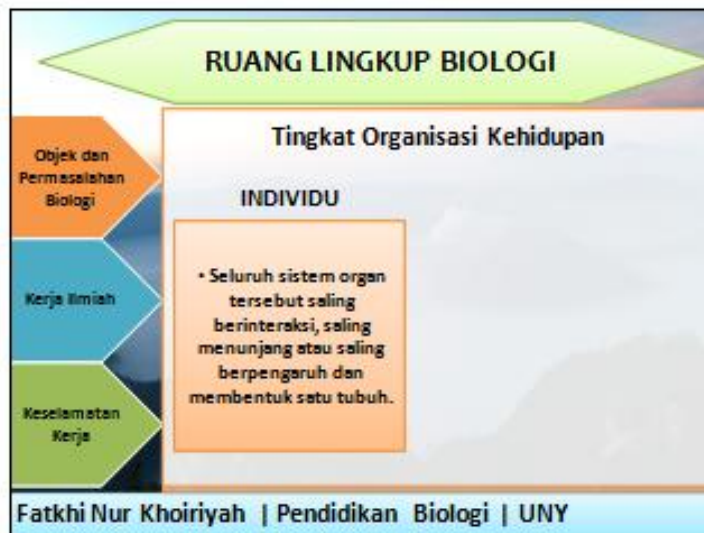 RUANG LINGKUP BIOLOGI
Objek dan
Permasalahan
Biologi
Kerja Ilmiah
Keselamatan
Kerja
Tingkat Organisasi Kehidupan
INDIVIDU
• Seluruh sistem organ
tersebut saling
berinteraksi, saling
menunjang atau saling
berpengaruh dan
membentuk satu tubuh.
Fatkhi Nur Khoiriyah | Pendidikan Biologi | UNY